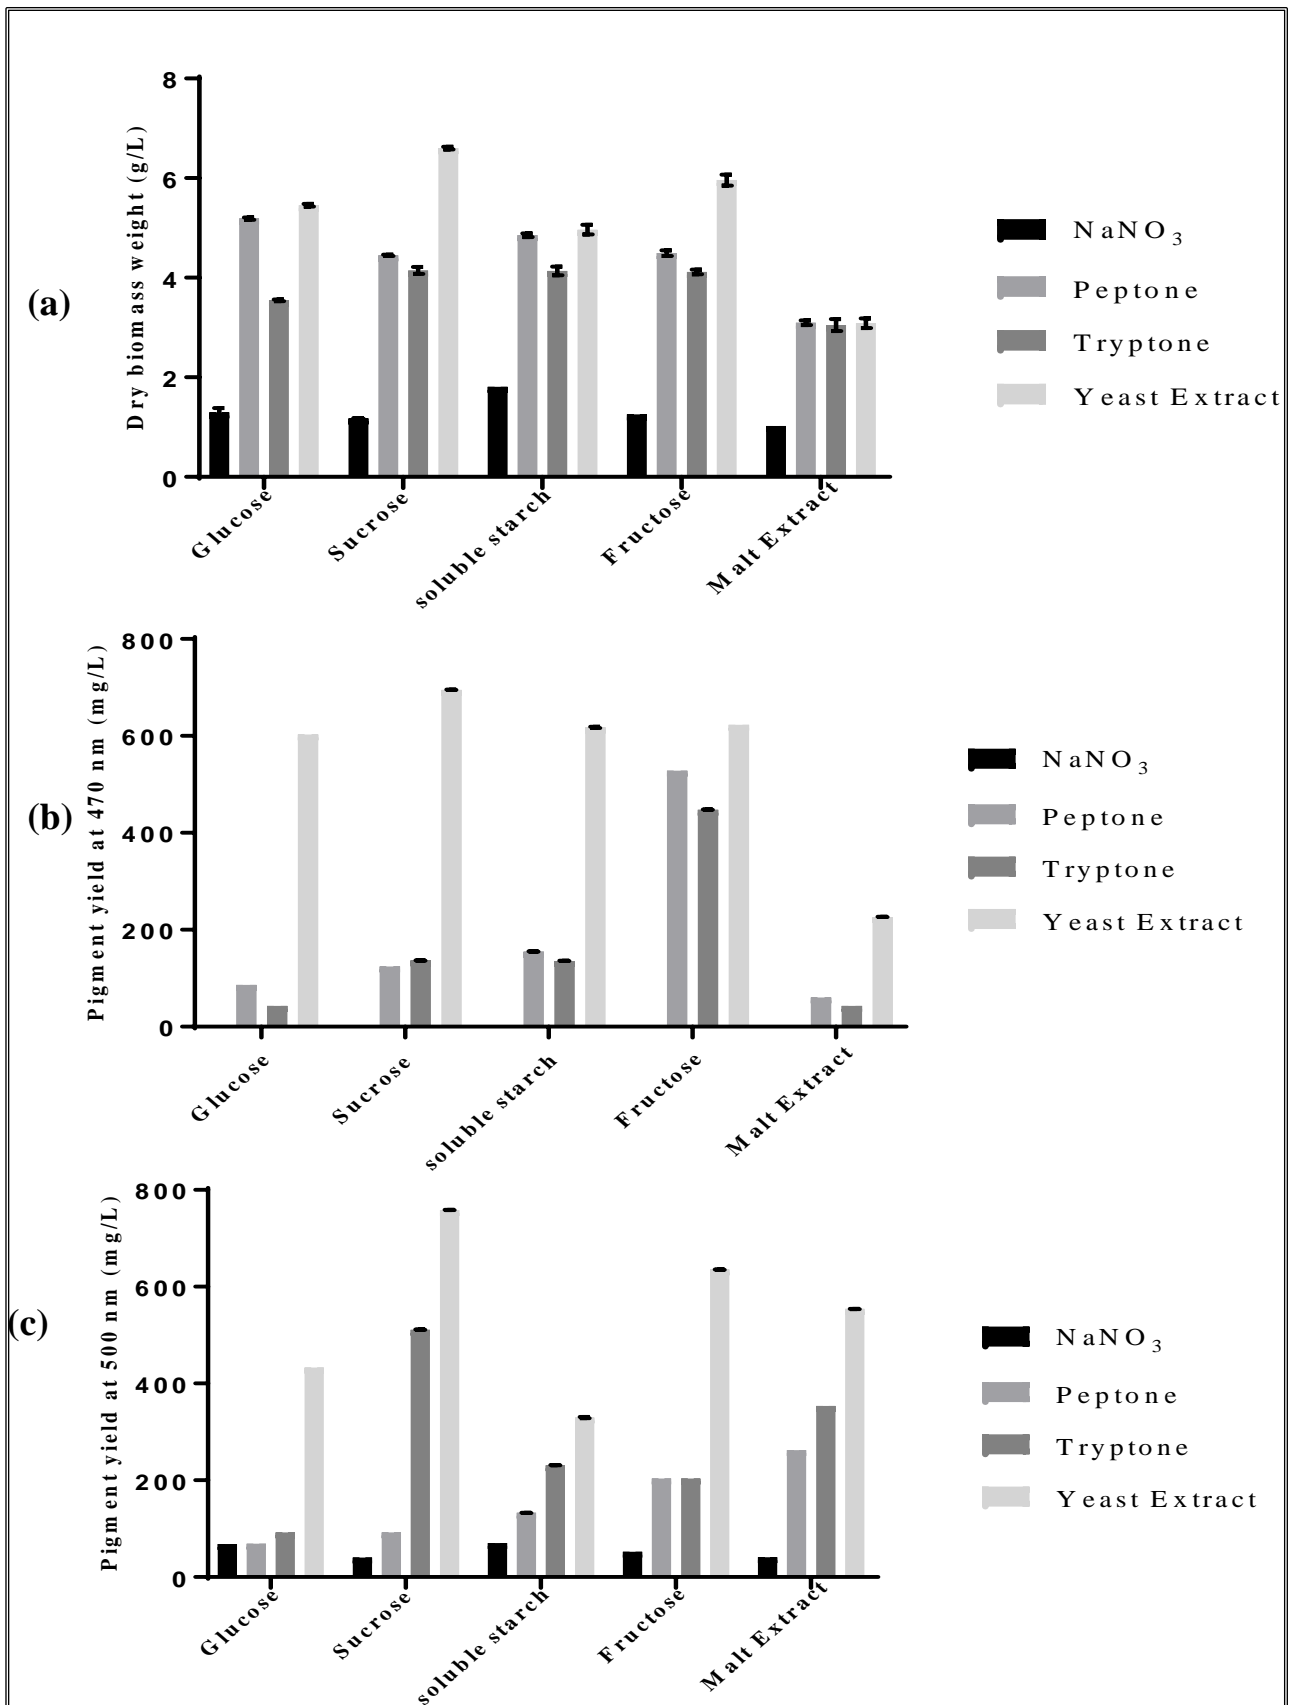 (a)
Dry biomass weight (g/L)
8
6
4
2
0
Glucose
Sucrose
soluble starch
Fructose
Malt Extract
NaNO3
Peptone
Tryptone
Yeast Extract
(b)
Pigment yield at 470 nm (mg/L)
800
600
400
200
0
Glucose
Sucrose
soluble starch
Fructose
Malt Extract
NaNO3
Peptone
Tryptone
Yeast Extract
(c)
Pigment yield at 500 nm (mg/L)
800
600
400
200
0
Glucose
Sucrose
soluble starch
Fructose
Malt Extract
NaNO3
Peptone
Tryptone
Yeast Extract